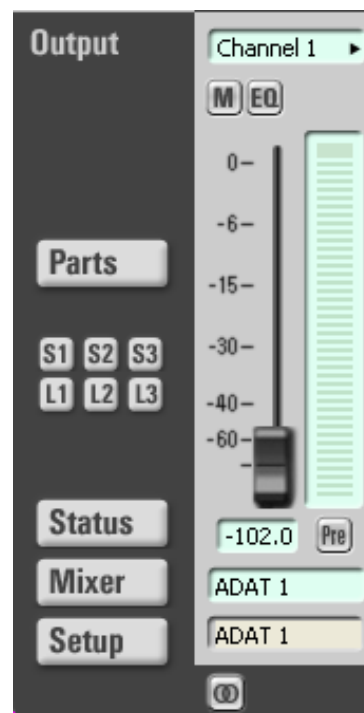 Output
Channel 1
M EQ
0
-6
Parts
-15
S1 S2 S3
-30
L1 L2 L3
-40
-60
Status
-102.0 Pre
Mixer
ADAT 1
Setup
ADAT 1